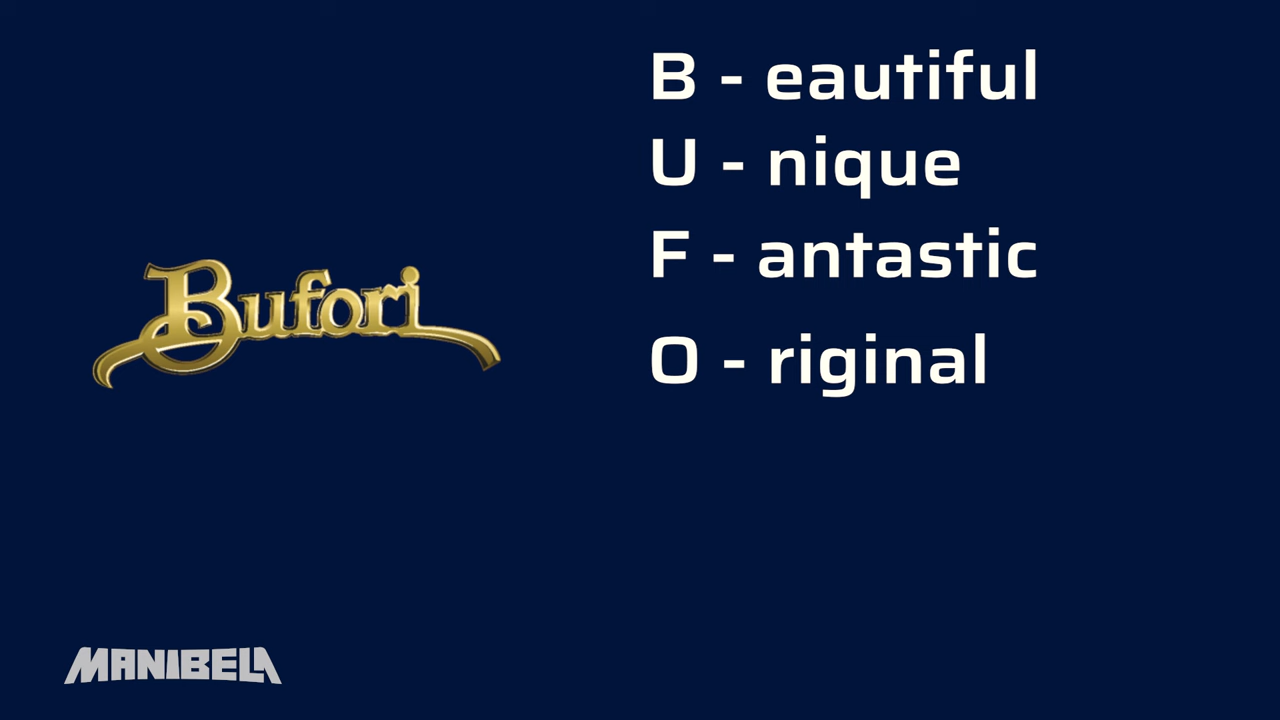 Bufori
B - eautiful
U - nique
F - antastic
O - riginal
MANIBELA